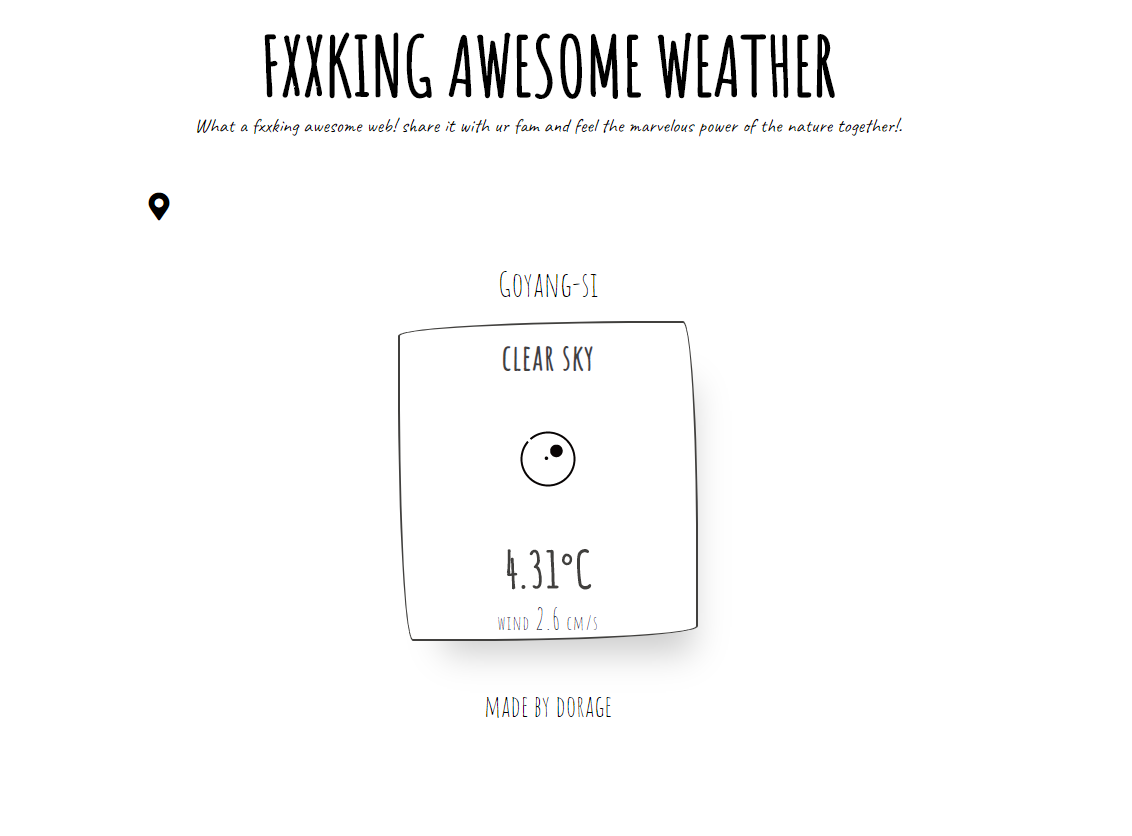 FXXKING AWESOME WEATHER
What a fxxking awesome web! share it with ur fam and feel the marvelous power of the nature together!.
Goyang-si
CLEAR SKY
4.31°C
WIND 2.6 CM/S
MADE BY DORAGE